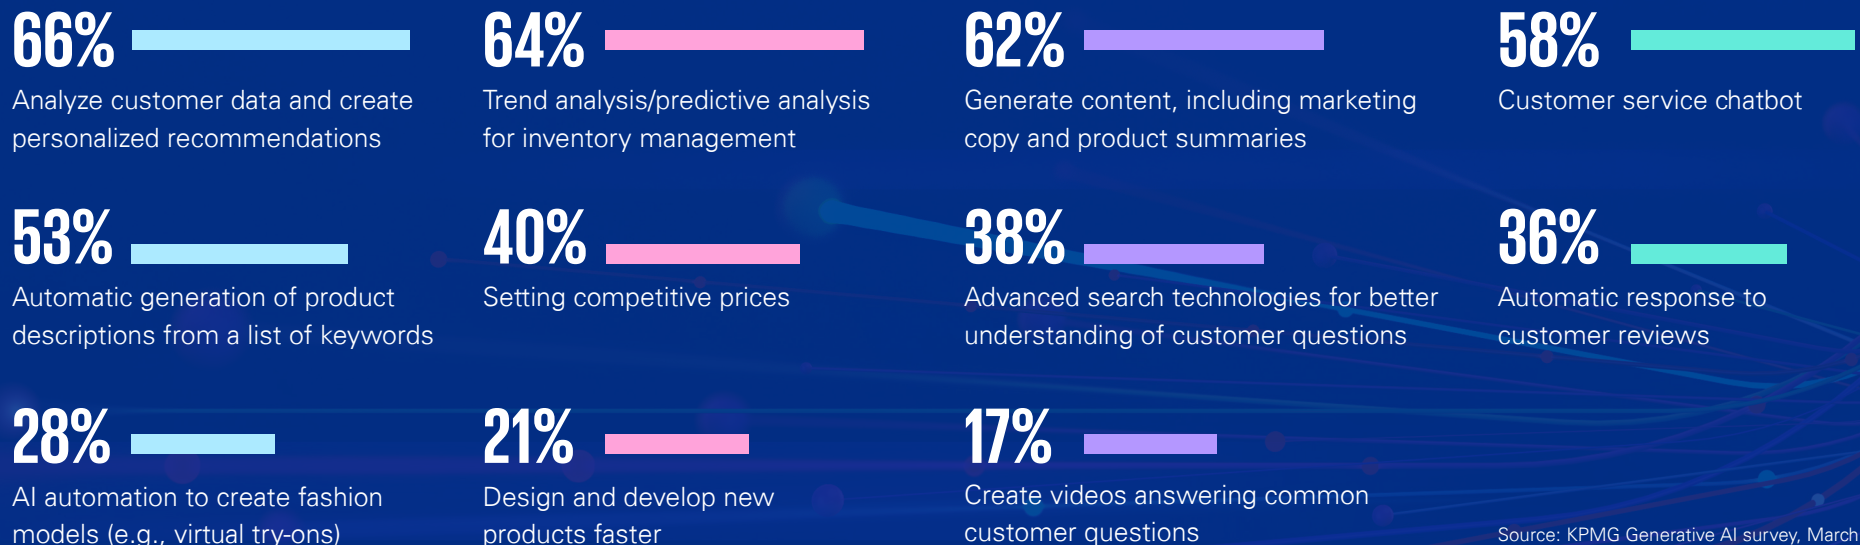 66%
Analyze customer data and create
personalized recommendations
64%
Trend analysis/predictive analysis
for inventory management
62%
Generate content, including marketing
copy and product summaries
58%
Customer service chatbot
53%
Automatic generation of product
descriptions from a list of keywords
40%
Setting competitive prices
38%
Advanced search technologies for better
understanding of customer questions
36%
Automatic response to
customer reviews
28%
AI automation to create fashion
models (e.g., virtual try-ons)
21%
Design and develop new
products faster
17%
Create videos answering common
customer questions
Source: KPMG Generative AI survey, March